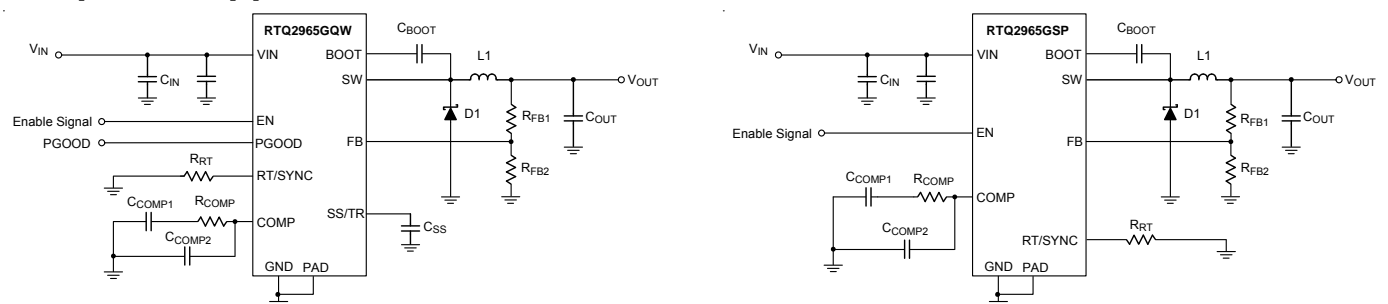 RTQ2965GQW
VIN
VIN
CIN
BOOT
CBOOT
SW
L1
VOUT
D1
RFB1
COUT
Enable Signal
EN
PGOOD
PGOOD
FB
RFB2
RRT
RT/SYNC
CCOMP1
RCOMP
COMP
CCOMP2
SS/TR
CSS
GND PAD
RTQ2965GSP
VIN
VIN
CIN
BOOT
CBOOT
SW
L1
VOUT
D1
RFB1
COUT
Enable Signal
EN
FB
RFB2
CCOMP1
RCOMP
COMP
CCOMP2
RT/SYNC
RRT
GND PAD